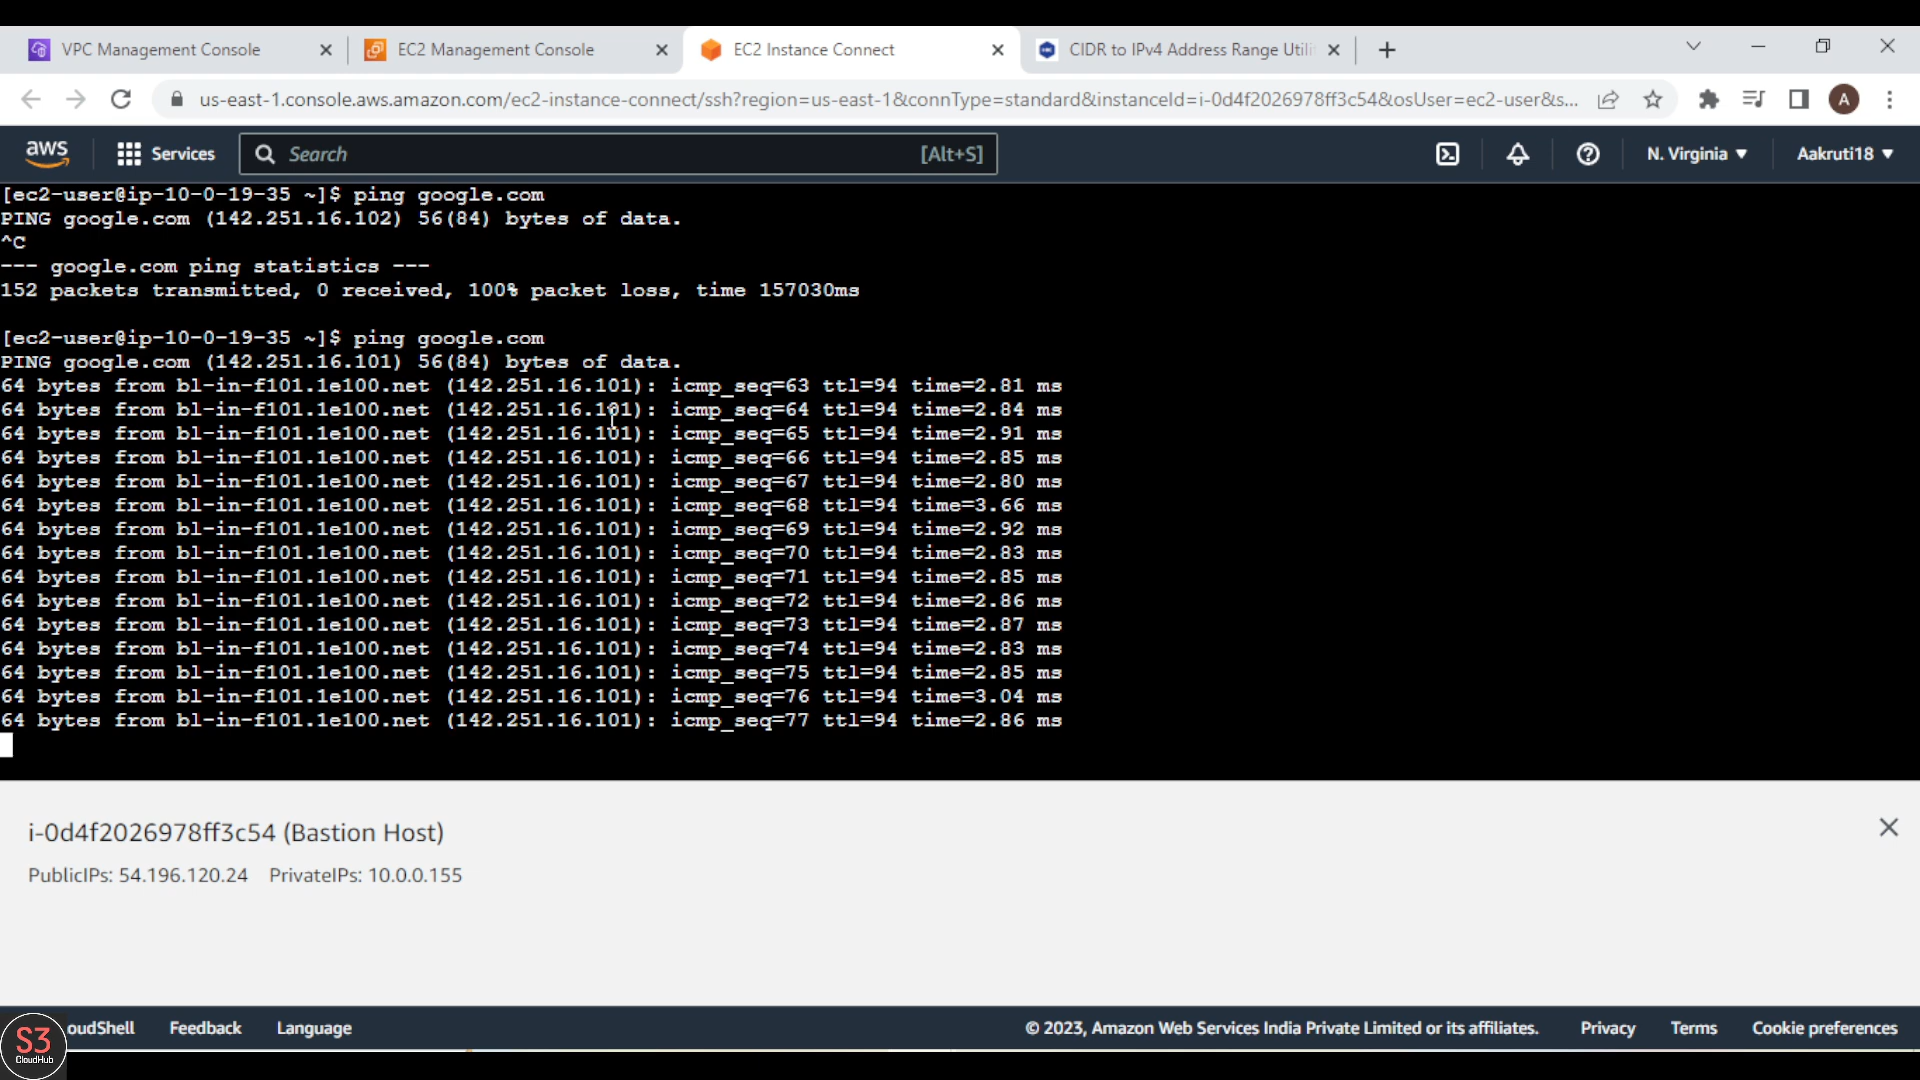 VPC Management Console
EC2 Management Console
EC2 Instance Connect
CIDR to IPv4 Address Range Utili
us-east-1.console.aws.amazon.com/ec2-instance-connect/ssh?region=us-east-1&connType=standard&instanceId=i-0d4f2026978ff3c54&osUser=ec2-user&s...
A
aws
Services
Search
[Alt+S]
N. Virginia
Aakruti18
[ec2-user@ip-10-0-19-35 ~]$ ping google.com
PING google.com (142.251.16.102) 56(84) bytes of data.
^C
--- google.com ping statistics ---
152 packets transmitted, 0 received, 100% packet loss, time 157030ms
[ec2-user@ip-10-0-19-35 ~]$ ping google.com
PING google.com (142.251.16.101) 56(84) bytes of data.
64 bytes from bl-in-f101.1e100.net (142.251.16.101): icmp_seq=63 ttl=94 time=2.81 ms
64 bytes from bl-in-f101.1e100.net (142.251.16.101): icmp_seq=64 ttl=94 time=2.84 ms
64 bytes from bl-in-f101.1e100.net (142.251.16.101): icmp_seq=65 ttl=94 time=2.91 ms
64 bytes from bl-in-f101.1e100.net (142.251.16.101): icmp_seq=66 ttl=94 time=2.85 ms
64 bytes from bl-in-f101.1e100.net (142.251.16.101): icmp_seq=67 ttl=94 time=2.80 ms
64 bytes from bl-in-f101.1e100.net (142.251.16.101): icmp_seq=68 ttl=94 time=3.66 ms
64 bytes from bl-in-f101.1e100.net (142.251.16.101): icmp_seq=69 ttl=94 time=2.92 ms
64 bytes from bl-in-f101.1e100.net (142.251.16.101): icmp_seq=70 ttl=94 time=2.83 ms
64 bytes from bl-in-f101.1e100.net (142.251.16.101): icmp_seq=71 ttl=94 time=2.85 ms
64 bytes from bl-in-f101.1e100.net (142.251.16.101): icmp_seq=72 ttl=94 time=2.86 ms
64 bytes from bl-in-f101.1e100.net (142.251.16.101): icmp_seq=73 ttl=94 time=2.87 ms
64 bytes from bl-in-f101.1e100.net (142.251.16.101): icmp_seq=74 ttl=94 time=2.83 ms
64 bytes from bl-in-f101.1e100.net (142.251.16.101): icmp_seq=75 ttl=94 time=2.85 ms
64 bytes from bl-in-f101.1e100.net (142.251.16.101): icmp_seq=76 ttl=94 time=3.04 ms
64 bytes from bl-in-f101.1e100.net (142.251.16.101): icmp_seq=77 ttl=94 time=2.86 ms
i-0d4f2026978ff3c54 (Bastion Host)
PublicIPs: 54.196.120.24 PrivateIPs: 10.0.0.155
S3
CloudHub
oudShell
Feedback
Language
© 2023, Amazon Web Services India Private Limited or its affiliates.
Privacy
Terms
Cookie preferences